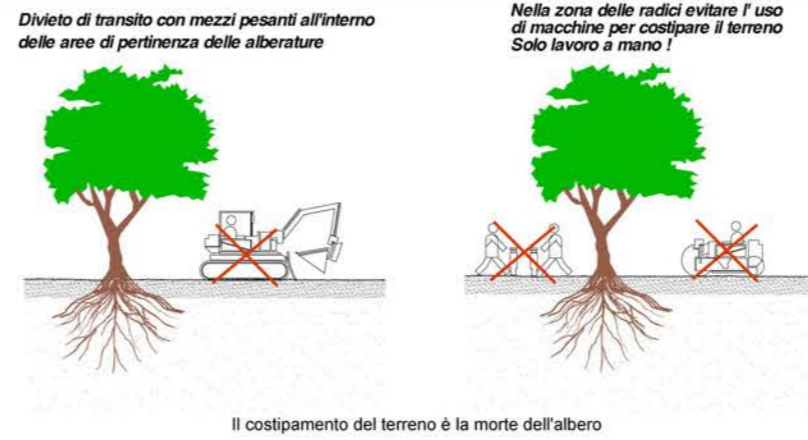 Divieto di transito con mezzi pesanti all'interno
delle aree di pertinenza delle alberature
Nella zona delle radici evitare l' uso
di macchine per costipare il terreno
Solo lavoro a mano !
Il costipamento del terreno è la morte dell'albero